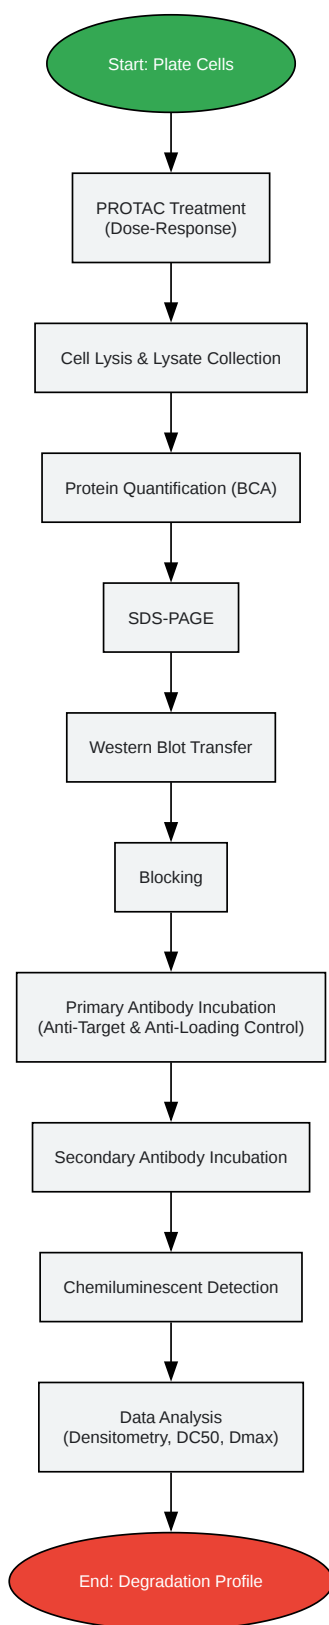 Start: Plate Cells
PROTAC Treatment
(Dose-Response)
Cell Lysis & Lysate Collection
Protein Quantification (BCA)
SDS-PAGE
Western Blot Transfer
Blocking
Primary Antibody Incubation
(Anti-Target & Anti-Loading Control)
Secondary Antibody Incubation
Chemiluminescent Detection
Data Analysis
(Densitometry, DC50, Dmax)
End: Degradation Profile